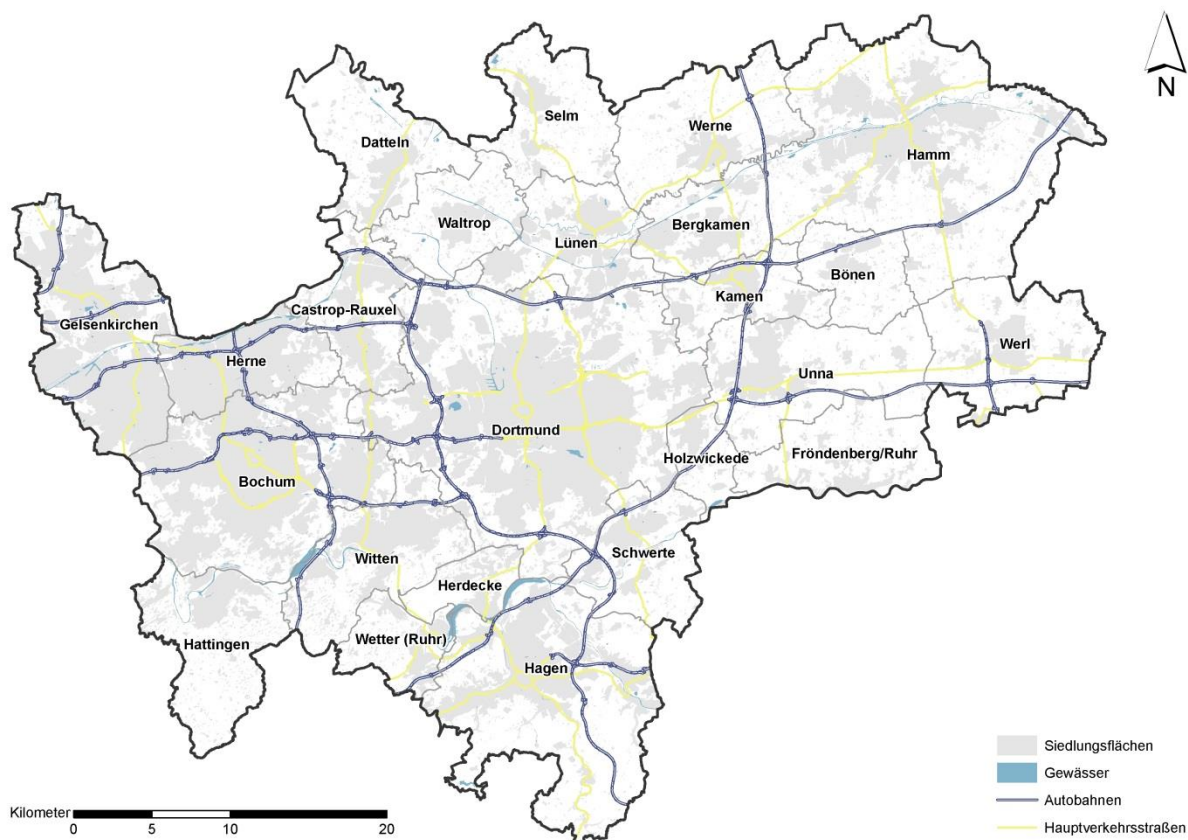 N
Selm
Werne
Datteln
Hamm
Waltrop
Bergkamen
Lünen
Bönen
Kamen
Castrop-Rauxel
Gelsenkirchen
Werl
Herne
Unna
Dortmund
Holzwickede
Fröndenberg/Ruhr
Bochum
Schwerte
Witten
Herdecke
Wetter (Ruhr)
Hattingen
Hagen
Siedlungsflächen
Gewässer
Autobahnen
Hauptverkehrsstraßen
Kilometer
0 5 10 20